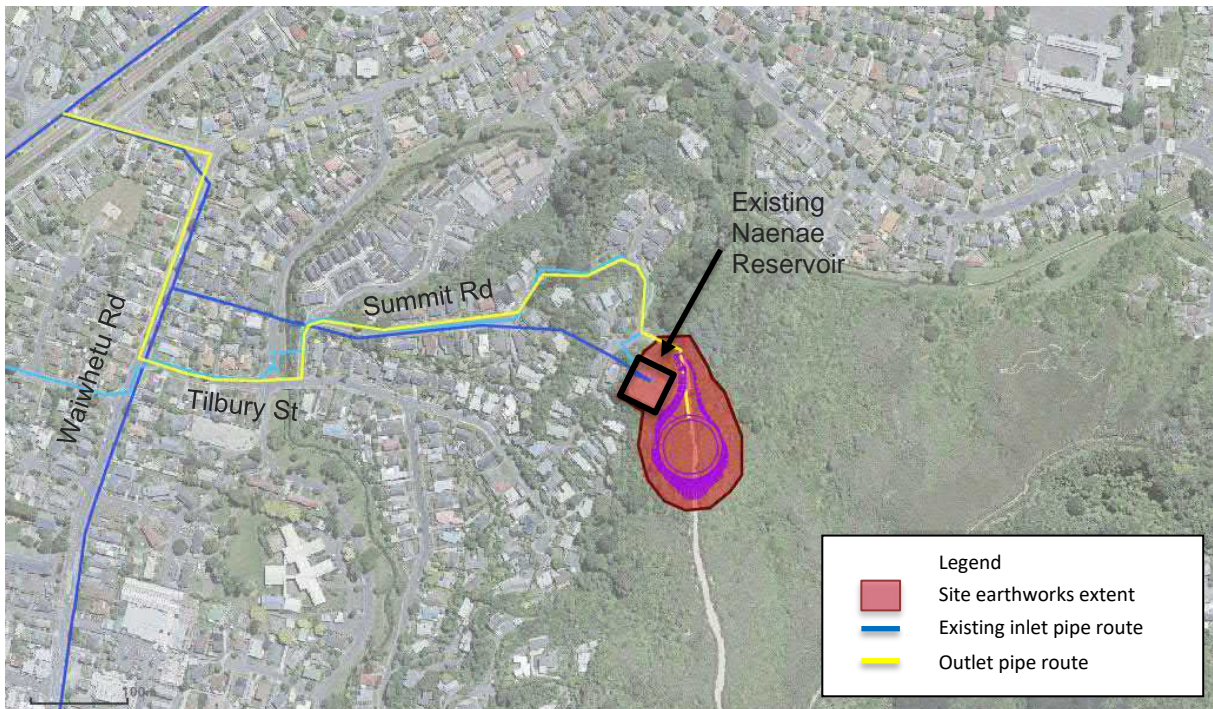 Existing
Naenae
Reservoir
Summit Rd
Waiwhetu Rd
Tilbury St
Legend
Site earthworks extent
Existing inlet pipe route
Outlet pipe route
100m